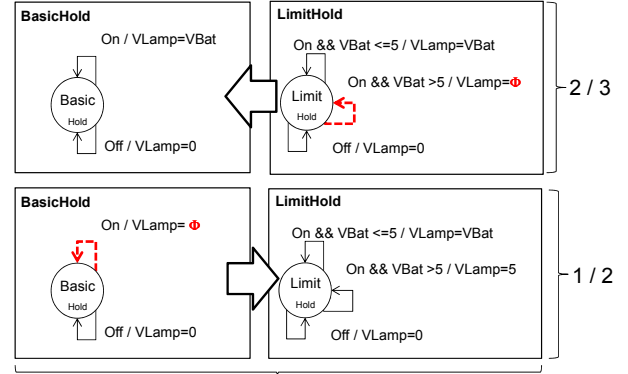 BasicHold
On / VLamp=VBat
Basic
Hold
Off / VLamp=0
LimitHold
On && VBat <=5 / VLamp=VBat
On && VBat >5 / VLamp=Φ
Limit
Hold
Off / VLamp=0
2 / 3
BasicHold
On / VLamp= Φ
Basic
Hold
Off / VLamp=0
LimitHold
On && VBat <=5 / VLamp=VBat
On && VBat >5 / VLamp=5
Limit
Hold
Off / VLamp=0
1 / 2